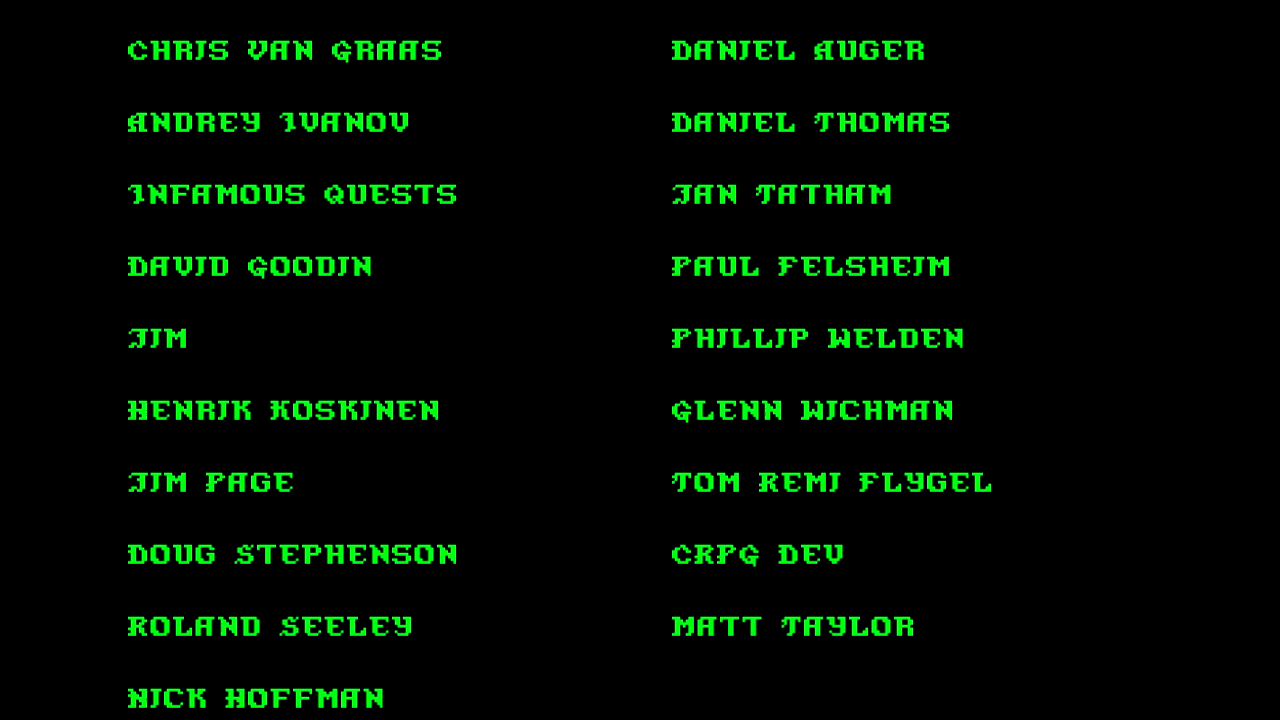 CHRIS VAN GRAAS
ANDREY IVANOV
INFAMOUS QUESTS
DAVID GOODIN
JIM
HENRIK KOSKINEN
JIM PAGE
DOUG STEPHENSON
ROLAND SEELEY
NICK HOFFMAN
DANIEL AUGER
DANIEL THOMAS
IAN TATHAM
PAUL FELSHEIM
PHILLIP WELDEN
GLENN WICHMAN
TOM REMI FLYGEL
CRPG DEV
MATT TAYLOR